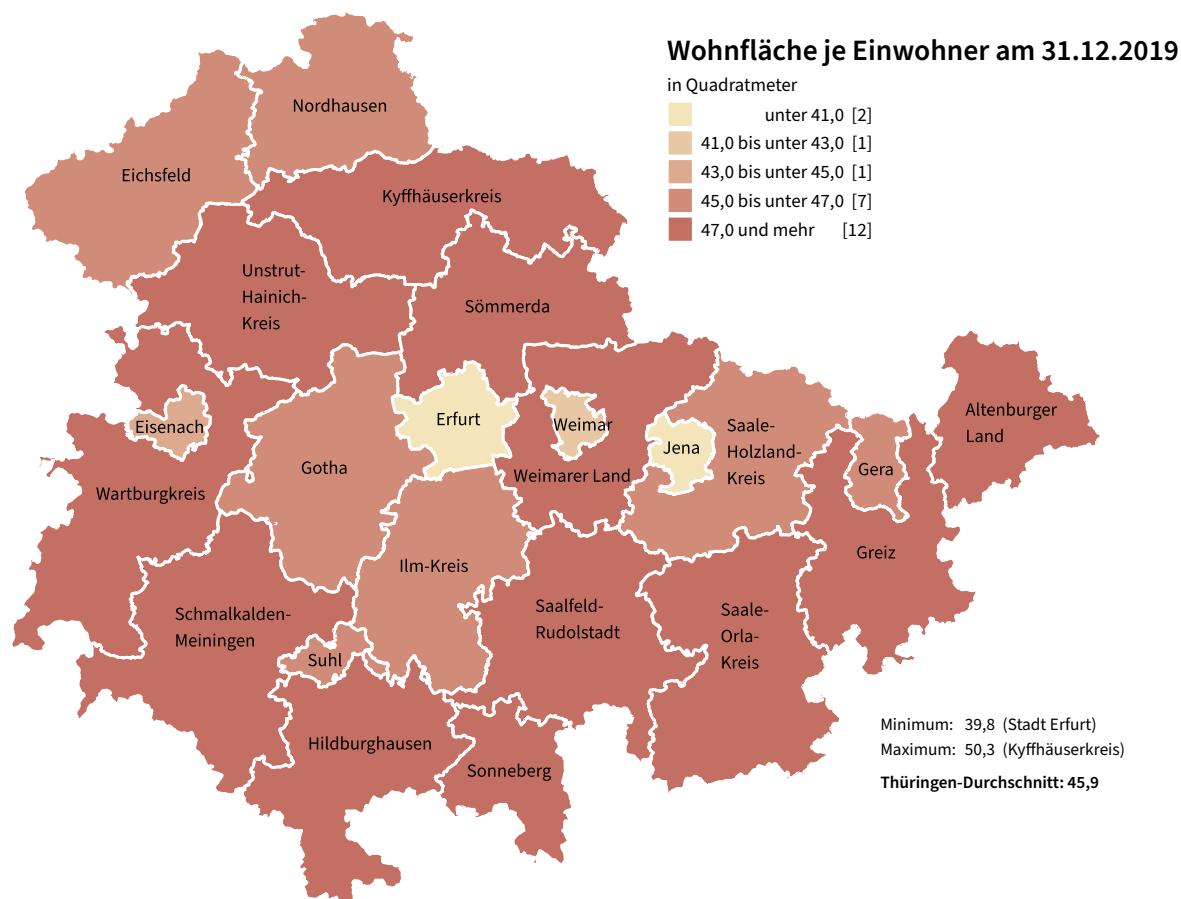 Wohnfläche je Einwohner am 31.12.2019
in Quadratmeter
unter 41,0 [2]
41,0 bis unter 43,0 [1]
43,0 bis unter 45,0 [1]
45,0 bis unter 47,0 [7]
47,0 und mehr [12]
Nordhausen
Eichsfeld
Kyffhäuserkreis
Unstrut-
Hainich-
Kreis
Sömmerda
Eisenach
Erfurt
Weimar
Jena
Saale-
Holzland-
Kreis
Gera
Altenburger
Land
Gotha
Weimarer Land
Wartburgkreis
Ilm-Kreis
Greiz
Schmalkalden-
Meiningen
Saalfeld-
Rudolstadt
Saale-
Orla-
Kreis
Suhl
Hildburghausen
Sonneberg
Minimum: 39,8 (Stadt Erfurt)
Maximum: 50,3 (Kyffhäuserkreis)
Thüringen-Durchschnitt: 45,9